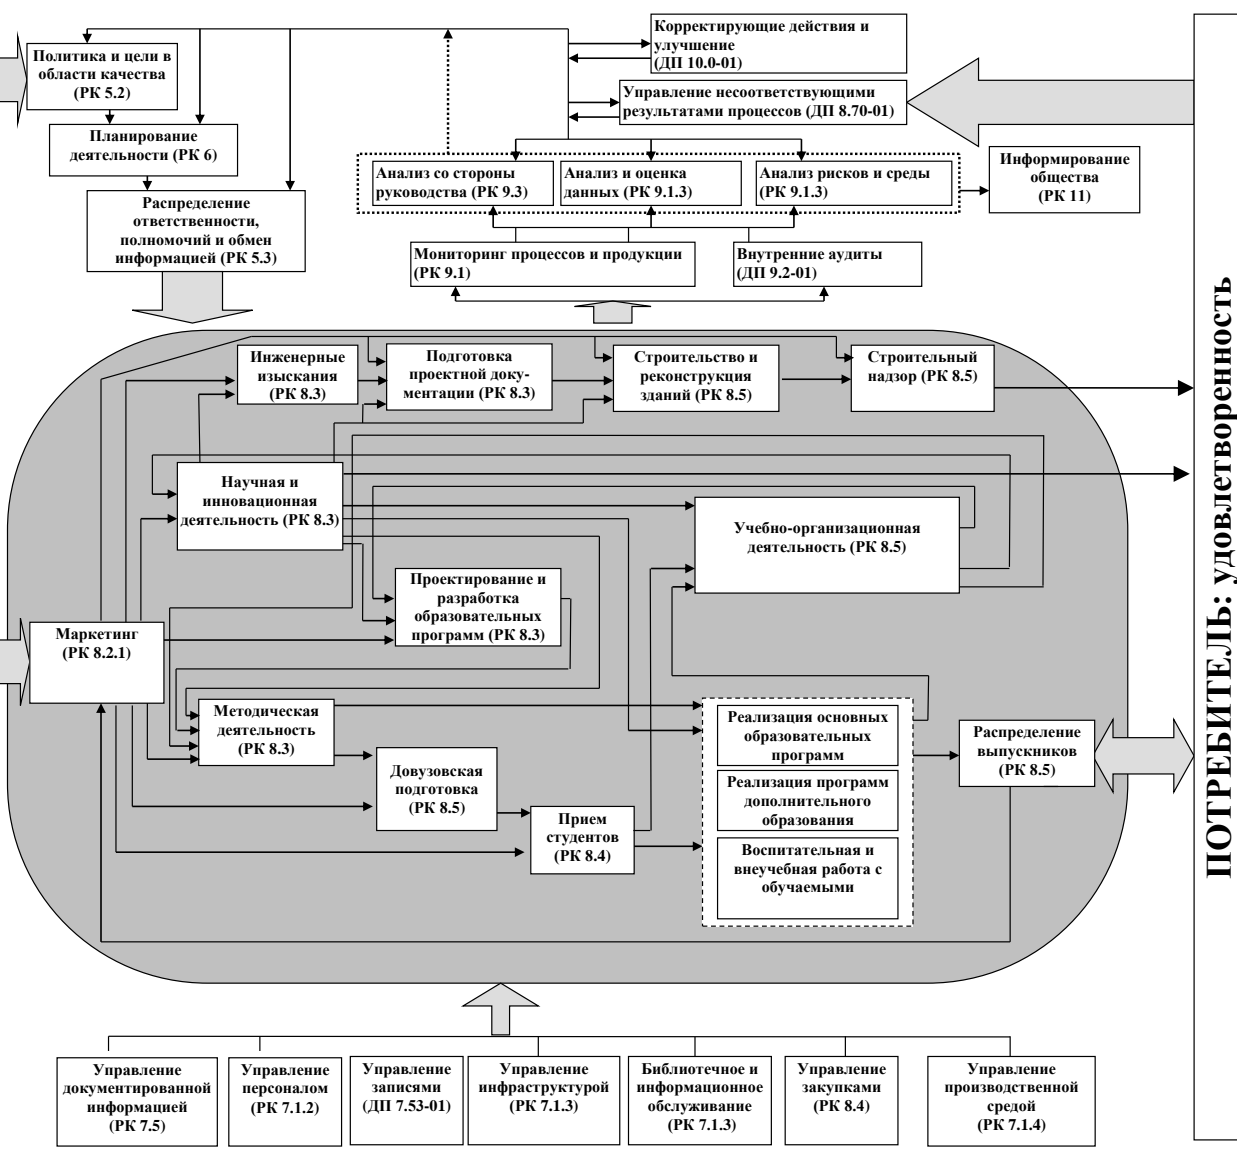 Корректирующие действия и
улучшение
(ДП 10.0-01)
Политика и цели в
области качества
(РК 5.2)
Управление несоответствующими
результатами процессов (ДП 8.70-01)
Планирование
деятельности (РК 6)
Анализ со стороны
руководства (РК 9.3)
Анализ и оценка
данных (РК 9.1.3)
Анализ рисков и среды
(РК 9.1.3)
Информирование
общества
(РК 11)
Распределение
ответственности,
полномочий и обмен
информацией (РК 5.3)
Мониторинг процессов и продукции
(РК 9.1)
Внутренние аудиты
(ДП 9.2-01)
ПОТРЕБИТЕЛЬ: удовлетворенность
Инженерные
изыскания
(РК 8.3)
Подготовка
проектной доку-
ментации (РК 8.3)
Строительство и
реконструкция
зданий (РК 8.5)
Строительный
надзор (РК 8.5)
Научная и
инновационная
деятельность (РК 8.3)
Учебно-организационная
деятельность (РК 8.5)
Проектирование и
разработка
образовательных
программ (РК 8.3)
Маркетинг
(РК 8.2.1)
Методическая
деятельность
(РК 8.3)
Реализация основных
образовательных
программ
Распределение
выпускников
(РК 8.5)
Довузовская
подготовка
(РК 8.5)
Реализация программ
дополнительного
образования
Прием
студентов
(РК 8.4)
Воспитательная и
внеучебная работа с
обучаемыми
Управление
документированной
информацией
(РК 7.5)
Управление
персоналом
(РК 7.1.2)
Управление
записями
(ДП 7.53-01)
Управление
инфраструктурой
(РК 7.1.3)
Библиотечное и
информационное
обслуживание
(РК 7.1.3)
Управление
закупками
(РК 8.4)
Управление
производственной
средой
(РК 7.1.4)